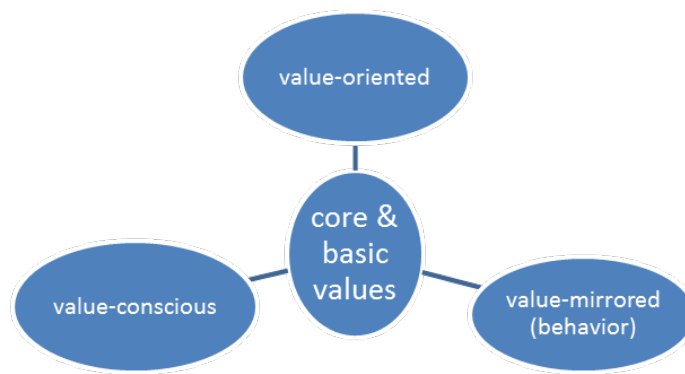 value-oriented
core &
basic
values
value-conscious
value-mirrored
(behavior)